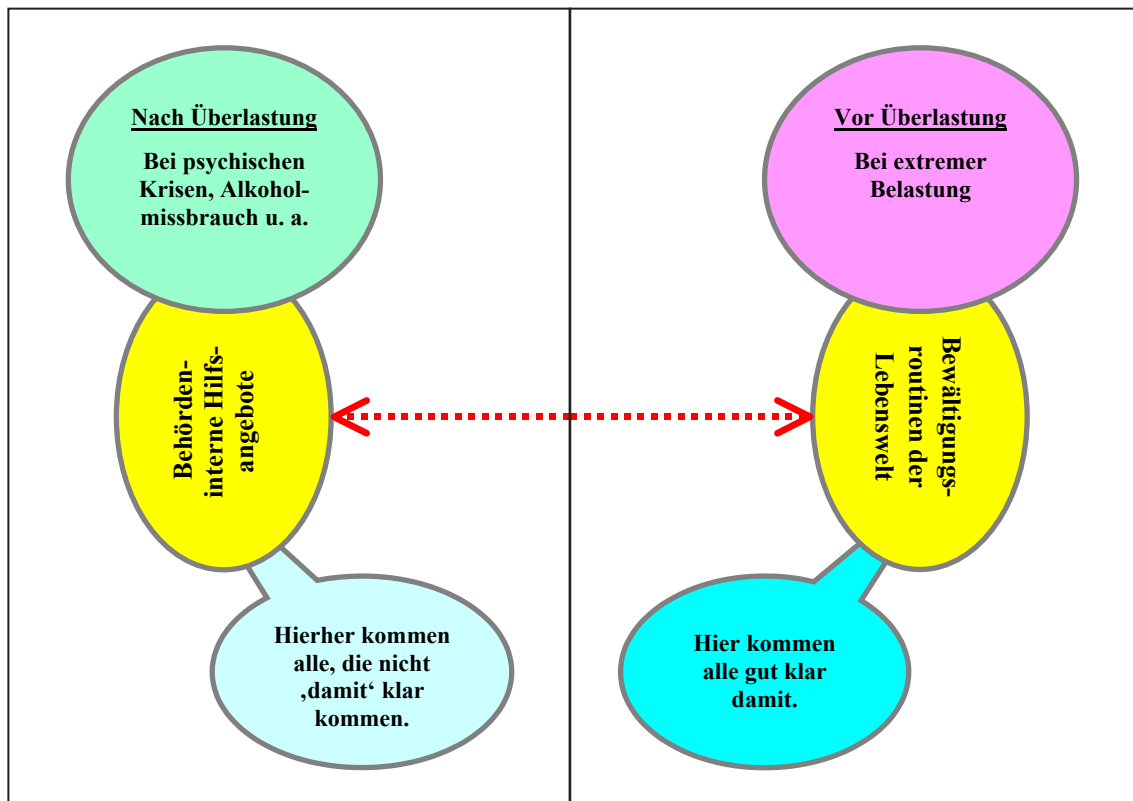 Nach Überlastung
Bei psychischen
Krisen, Alkohol-
missbrauch u. a.
Behörden-
interne Hilfs-
angebote
Hierher kommen
alle, die nicht
‚damit‘ klar
kommen.
Vor Überlastung
Bei extremer
Belastung
Bewältigungs-
routinen der
Lebenswelt
Hier kommen
alle gut klar
damit.